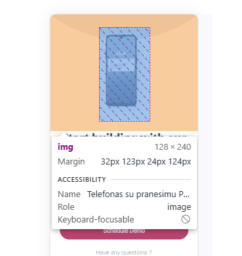 img 128 × 240
Margin 32px 123px 24px 124px
ACCESSIBILITY
Name Telefonas su pranesimu P...
Role image
Keyboard-focusable
Schedule Demo
Have any questions ?